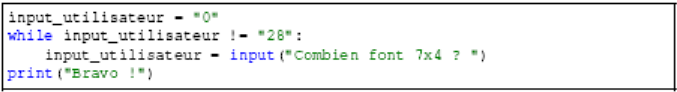 input_utilisateur = "0"
while input_utilisateur != "28":
    input_utilisateur = input("Combien font 7x4 ? ")
print("Bravo !")